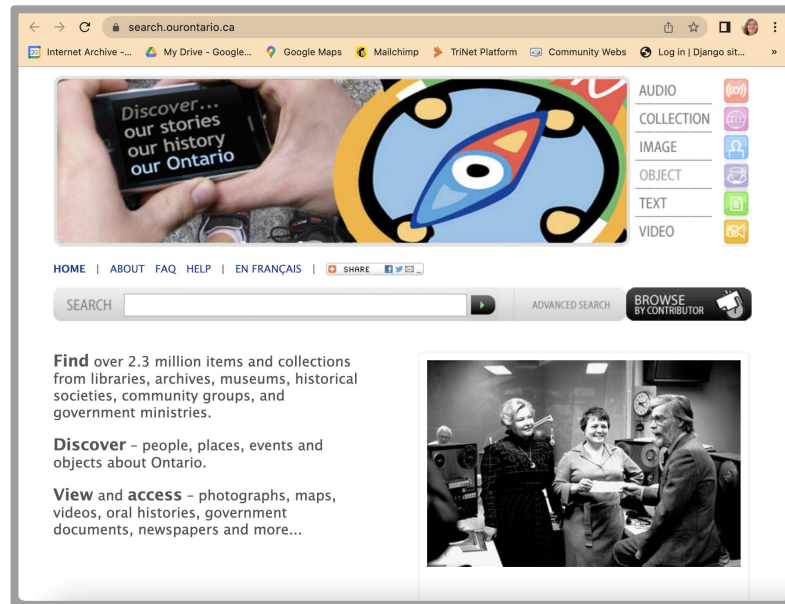 search.ourontario.ca
Internet Archive -... My Drive - Google... Google Maps Mailchimp TriNet Platform Community Webs Log in | Django sit... »
Discover...
our stories
our history
our Ontario
AUDIO
COLLECTION
IMAGE
OBJECT
TEXT
VIDEO
HOME | ABOUT FAQ HELP | EN FRANÇAIS | SHARE
SEARCH ADVANCED SEARCH BROWSE
BY CONTRIBUTOR
Find over 2.3 million items and collections
from libraries, archives, museums, historical
societies, community groups, and
government ministries.
Discover – people, places, events and
objects about Ontario.
View and access – photographs, maps,
videos, oral histories, government
documents, newspapers and more...